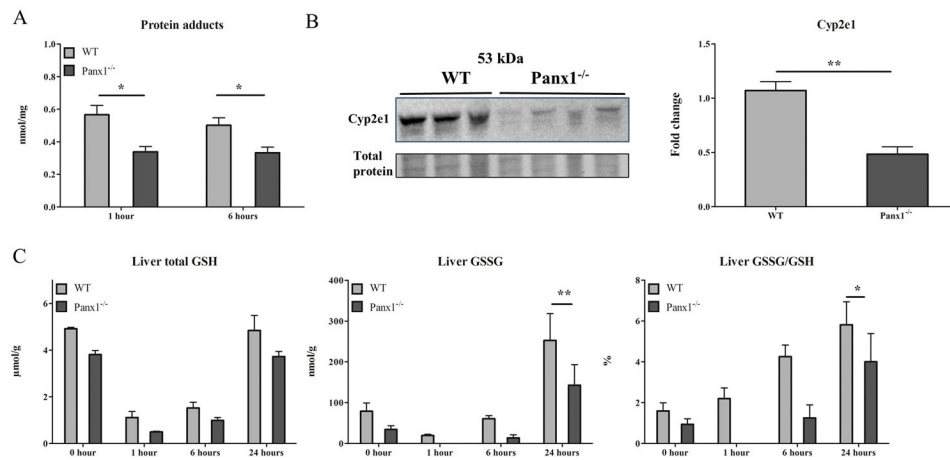 A
Protein adducts
WT
Panx1-/-
nmol/mg
1.0
0.8
0.6
0.4
0.2
0.0
*
*
1 hour
6 hours
B
53 kDa
WT
Panx1-/-
Cyp2e1
Total
protein
Cyp2e1
Fold change
1.5
1.0
0.5
0.0
**
WT
Panx1-/-
C
Liver total GSH
WT
Panx1-/-
µmol/g
6
4
2
0
0 hour
1 hour
6 hours
24 hours
Liver GSSG
WT
Panx1-/-
nmol/g
400
300
200
100
0
**
0 hour
1 hour
6 hours
24 hours
Liver GSSG/GSH
WT
Panx1-/-
%
8
6
4
2
0
*
0 hour
1 hour
6 hours
24 hours